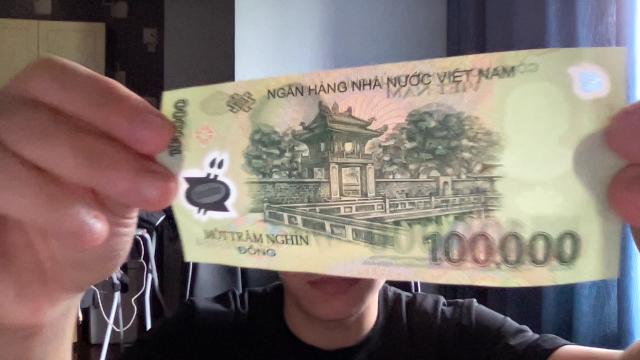 NGÂN HÀNG NHÀ NƯỚC VIỆT NAM
100000
MỘT TRĂM NGHÌN
ĐỒNG
100.000